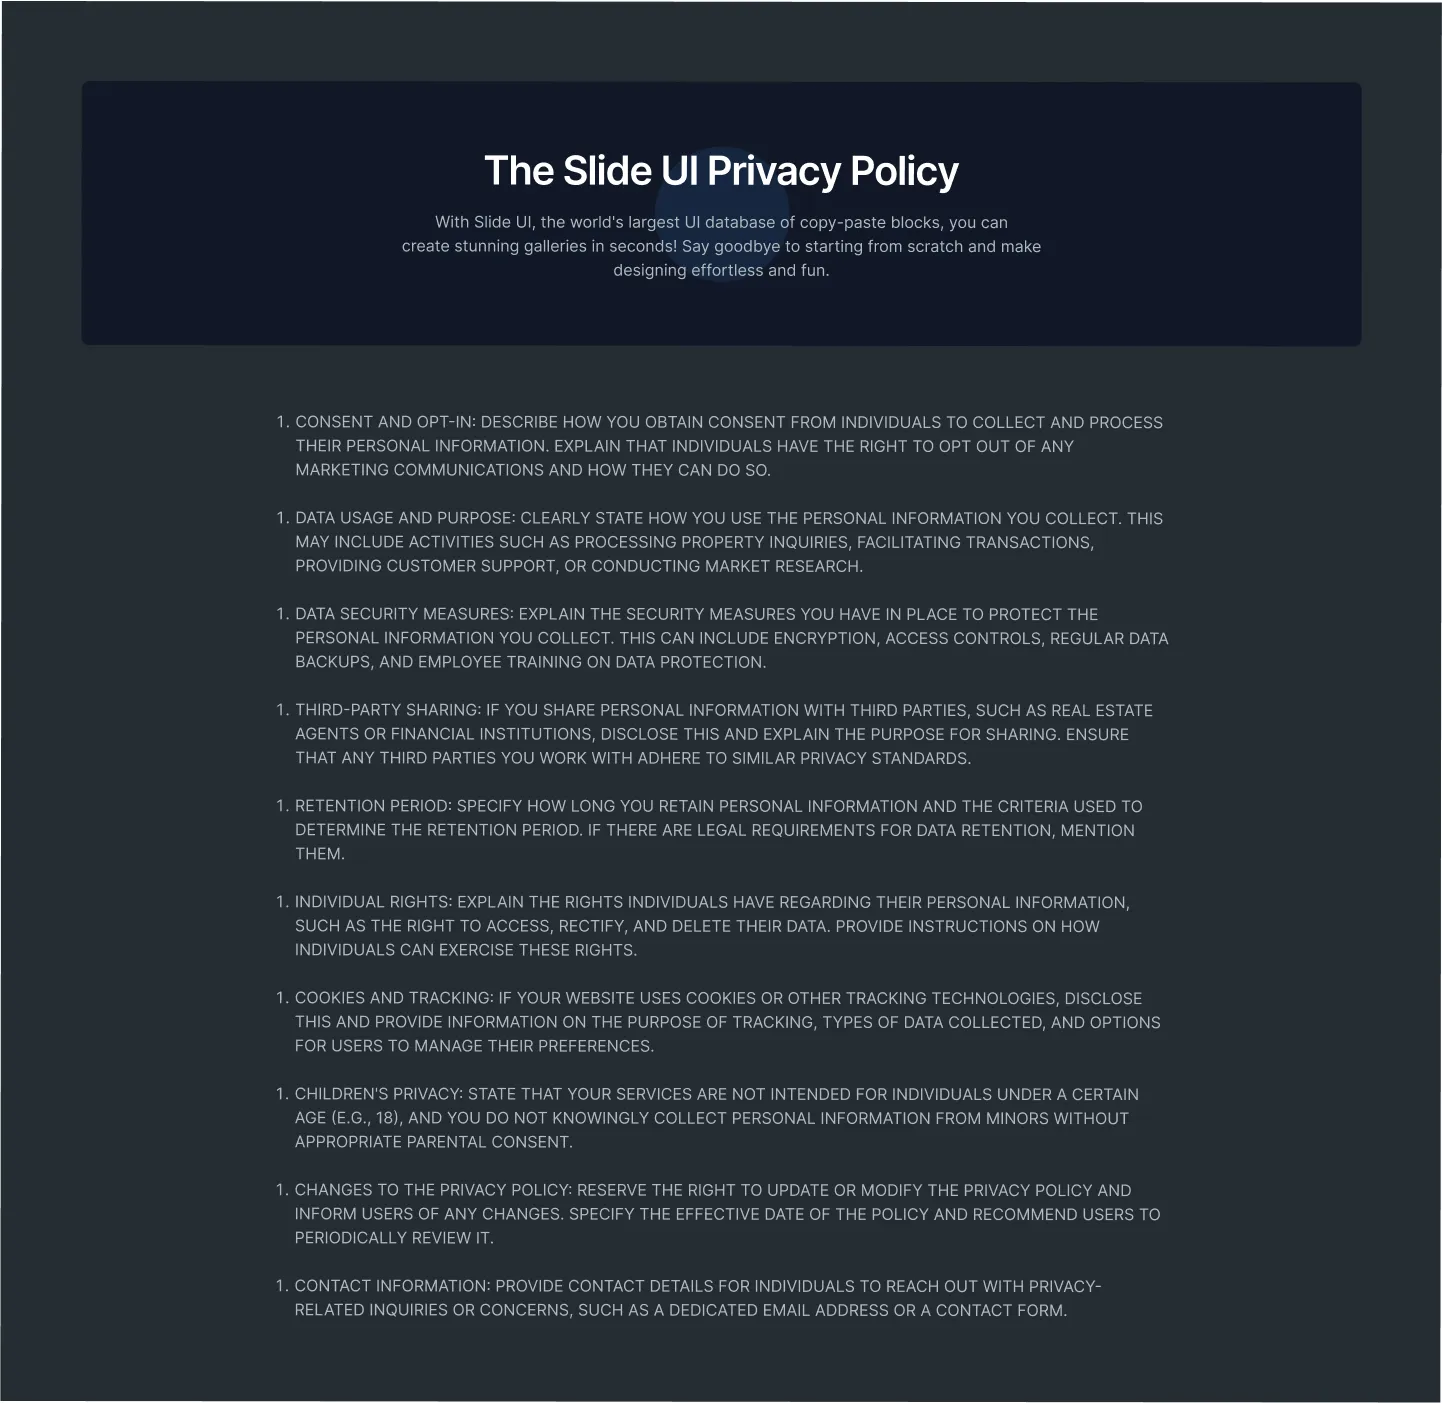 The Slide UI Privacy Policy
With Slide UI, the world's largest UI database of copy-paste blocks, you can
create stunning galleries in seconds! Say goodbye to starting from scratch and make
designing effortless and fun.
1. CONSENT AND OPT-IN: DESCRIBE HOW YOU OBTAIN CONSENT FROM INDIVIDUALS TO COLLECT AND PROCESS
THEIR PERSONAL INFORMATION. EXPLAIN THAT INDIVIDUALS HAVE THE RIGHT TO OPT OUT OF ANY
MARKETING COMMUNICATIONS AND HOW THEY CAN DO SO.
1. DATA USAGE AND PURPOSE: CLEARLY STATE HOW YOU USE THE PERSONAL INFORMATION YOU COLLECT. THIS
MAY INCLUDE ACTIVITIES SUCH AS PROCESSING PROPERTY INQUIRIES, FACILITATING TRANSACTIONS,
PROVIDING CUSTOMER SUPPORT, OR CONDUCTING MARKET RESEARCH.
1. DATA SECURITY MEASURES: EXPLAIN THE SECURITY MEASURES YOU HAVE IN PLACE TO PROTECT THE
PERSONAL INFORMATION YOU COLLECT. THIS CAN INCLUDE ENCRYPTION, ACCESS CONTROLS, REGULAR DATA
BACKUPS, AND EMPLOYEE TRAINING ON DATA PROTECTION.
1. THIRD-PARTY SHARING: IF YOU SHARE PERSONAL INFORMATION WITH THIRD PARTIES, SUCH AS REAL ESTATE
AGENTS OR FINANCIAL INSTITUTIONS, DISCLOSE THIS AND EXPLAIN THE PURPOSE FOR SHARING. ENSURE
THAT ANY THIRD PARTIES YOU WORK WITH ADHERE TO SIMILAR PRIVACY STANDARDS.
1. RETENTION PERIOD: SPECIFY HOW LONG YOU RETAIN PERSONAL INFORMATION AND THE CRITERIA USED TO
DETERMINE THE RETENTION PERIOD. IF THERE ARE LEGAL REQUIREMENTS FOR DATA RETENTION, MENTION
THEM.
1. INDIVIDUAL RIGHTS: EXPLAIN THE RIGHTS INDIVIDUALS HAVE REGARDING THEIR PERSONAL INFORMATION,
SUCH AS THE RIGHT TO ACCESS, RECTIFY, AND DELETE THEIR DATA. PROVIDE INSTRUCTIONS ON HOW
INDIVIDUALS CAN EXERCISE THESE RIGHTS.
1. COOKIES AND TRACKING: IF YOUR WEBSITE USES COOKIES OR OTHER TRACKING TECHNOLOGIES, DISCLOSE
THIS AND PROVIDE INFORMATION ON THE PURPOSE OF TRACKING, TYPES OF DATA COLLECTED, AND OPTIONS
FOR USERS TO MANAGE THEIR PREFERENCES.
1. CHILDREN'S PRIVACY: STATE THAT YOUR SERVICES ARE NOT INTENDED FOR INDIVIDUALS UNDER A CERTAIN
AGE (E.G., 18), AND YOU DO NOT KNOWINGLY COLLECT PERSONAL INFORMATION FROM MINORS WITHOUT
APPROPRIATE PARENTAL CONSENT.
1. CHANGES TO THE PRIVACY POLICY: RESERVE THE RIGHT TO UPDATE OR MODIFY THE PRIVACY POLICY AND
INFORM USERS OF ANY CHANGES. SPECIFY THE EFFECTIVE DATE OF THE POLICY AND RECOMMEND USERS TO
PERIODICALLY REVIEW IT.
1. CONTACT INFORMATION: PROVIDE CONTACT DETAILS FOR INDIVIDUALS TO REACH OUT WITH PRIVACY-
RELATED INQUIRIES OR CONCERNS, SUCH AS A DEDICATED EMAIL ADDRESS OR A CONTACT FORM.